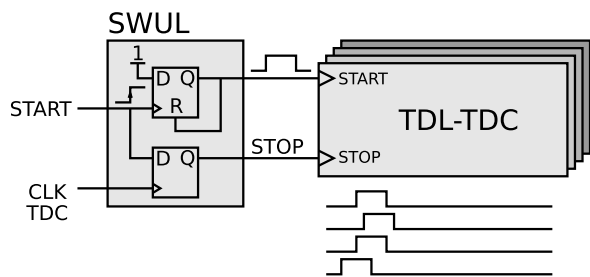 SWUL
1
D Q
R
START
START
TDL-TDC
D Q
STOP
STOP
CLK
TDC